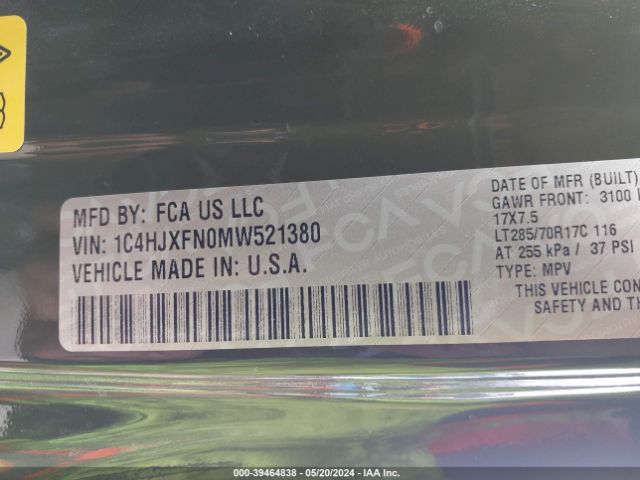 MFD BY: FCA US LLC
VIN: 1C4HJXFN0MW521380
VEHICLE MADE IN: U.S.A.
DATE OF MFR (BUILT)
GAWR FRONT: 3100
17X7.5
LT285/70R17C 116
AT 255 kPa / 37 PSI
TYPE: MPV
THIS VEHICLE CON
SAFETY AND TH
000-39464838 - 05/20/2024 - IAA Inc.